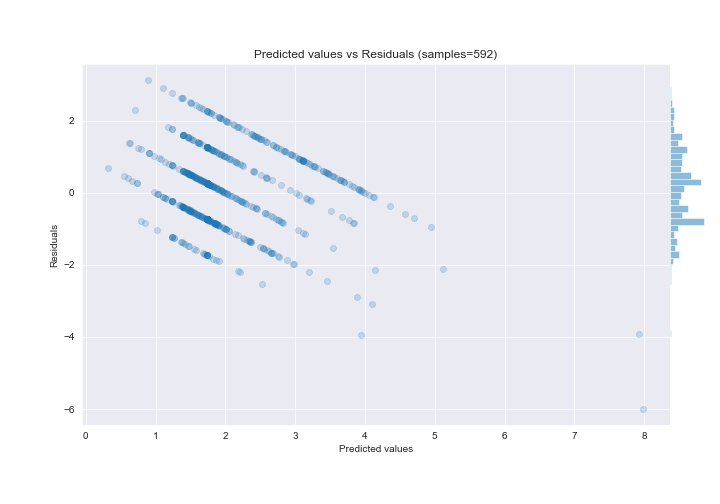 Predicted values vs Residuals (samples=592)
2
0
−2
−4
−6
Residuals
0 1 2 3 4 5 6 7 8
Predicted values